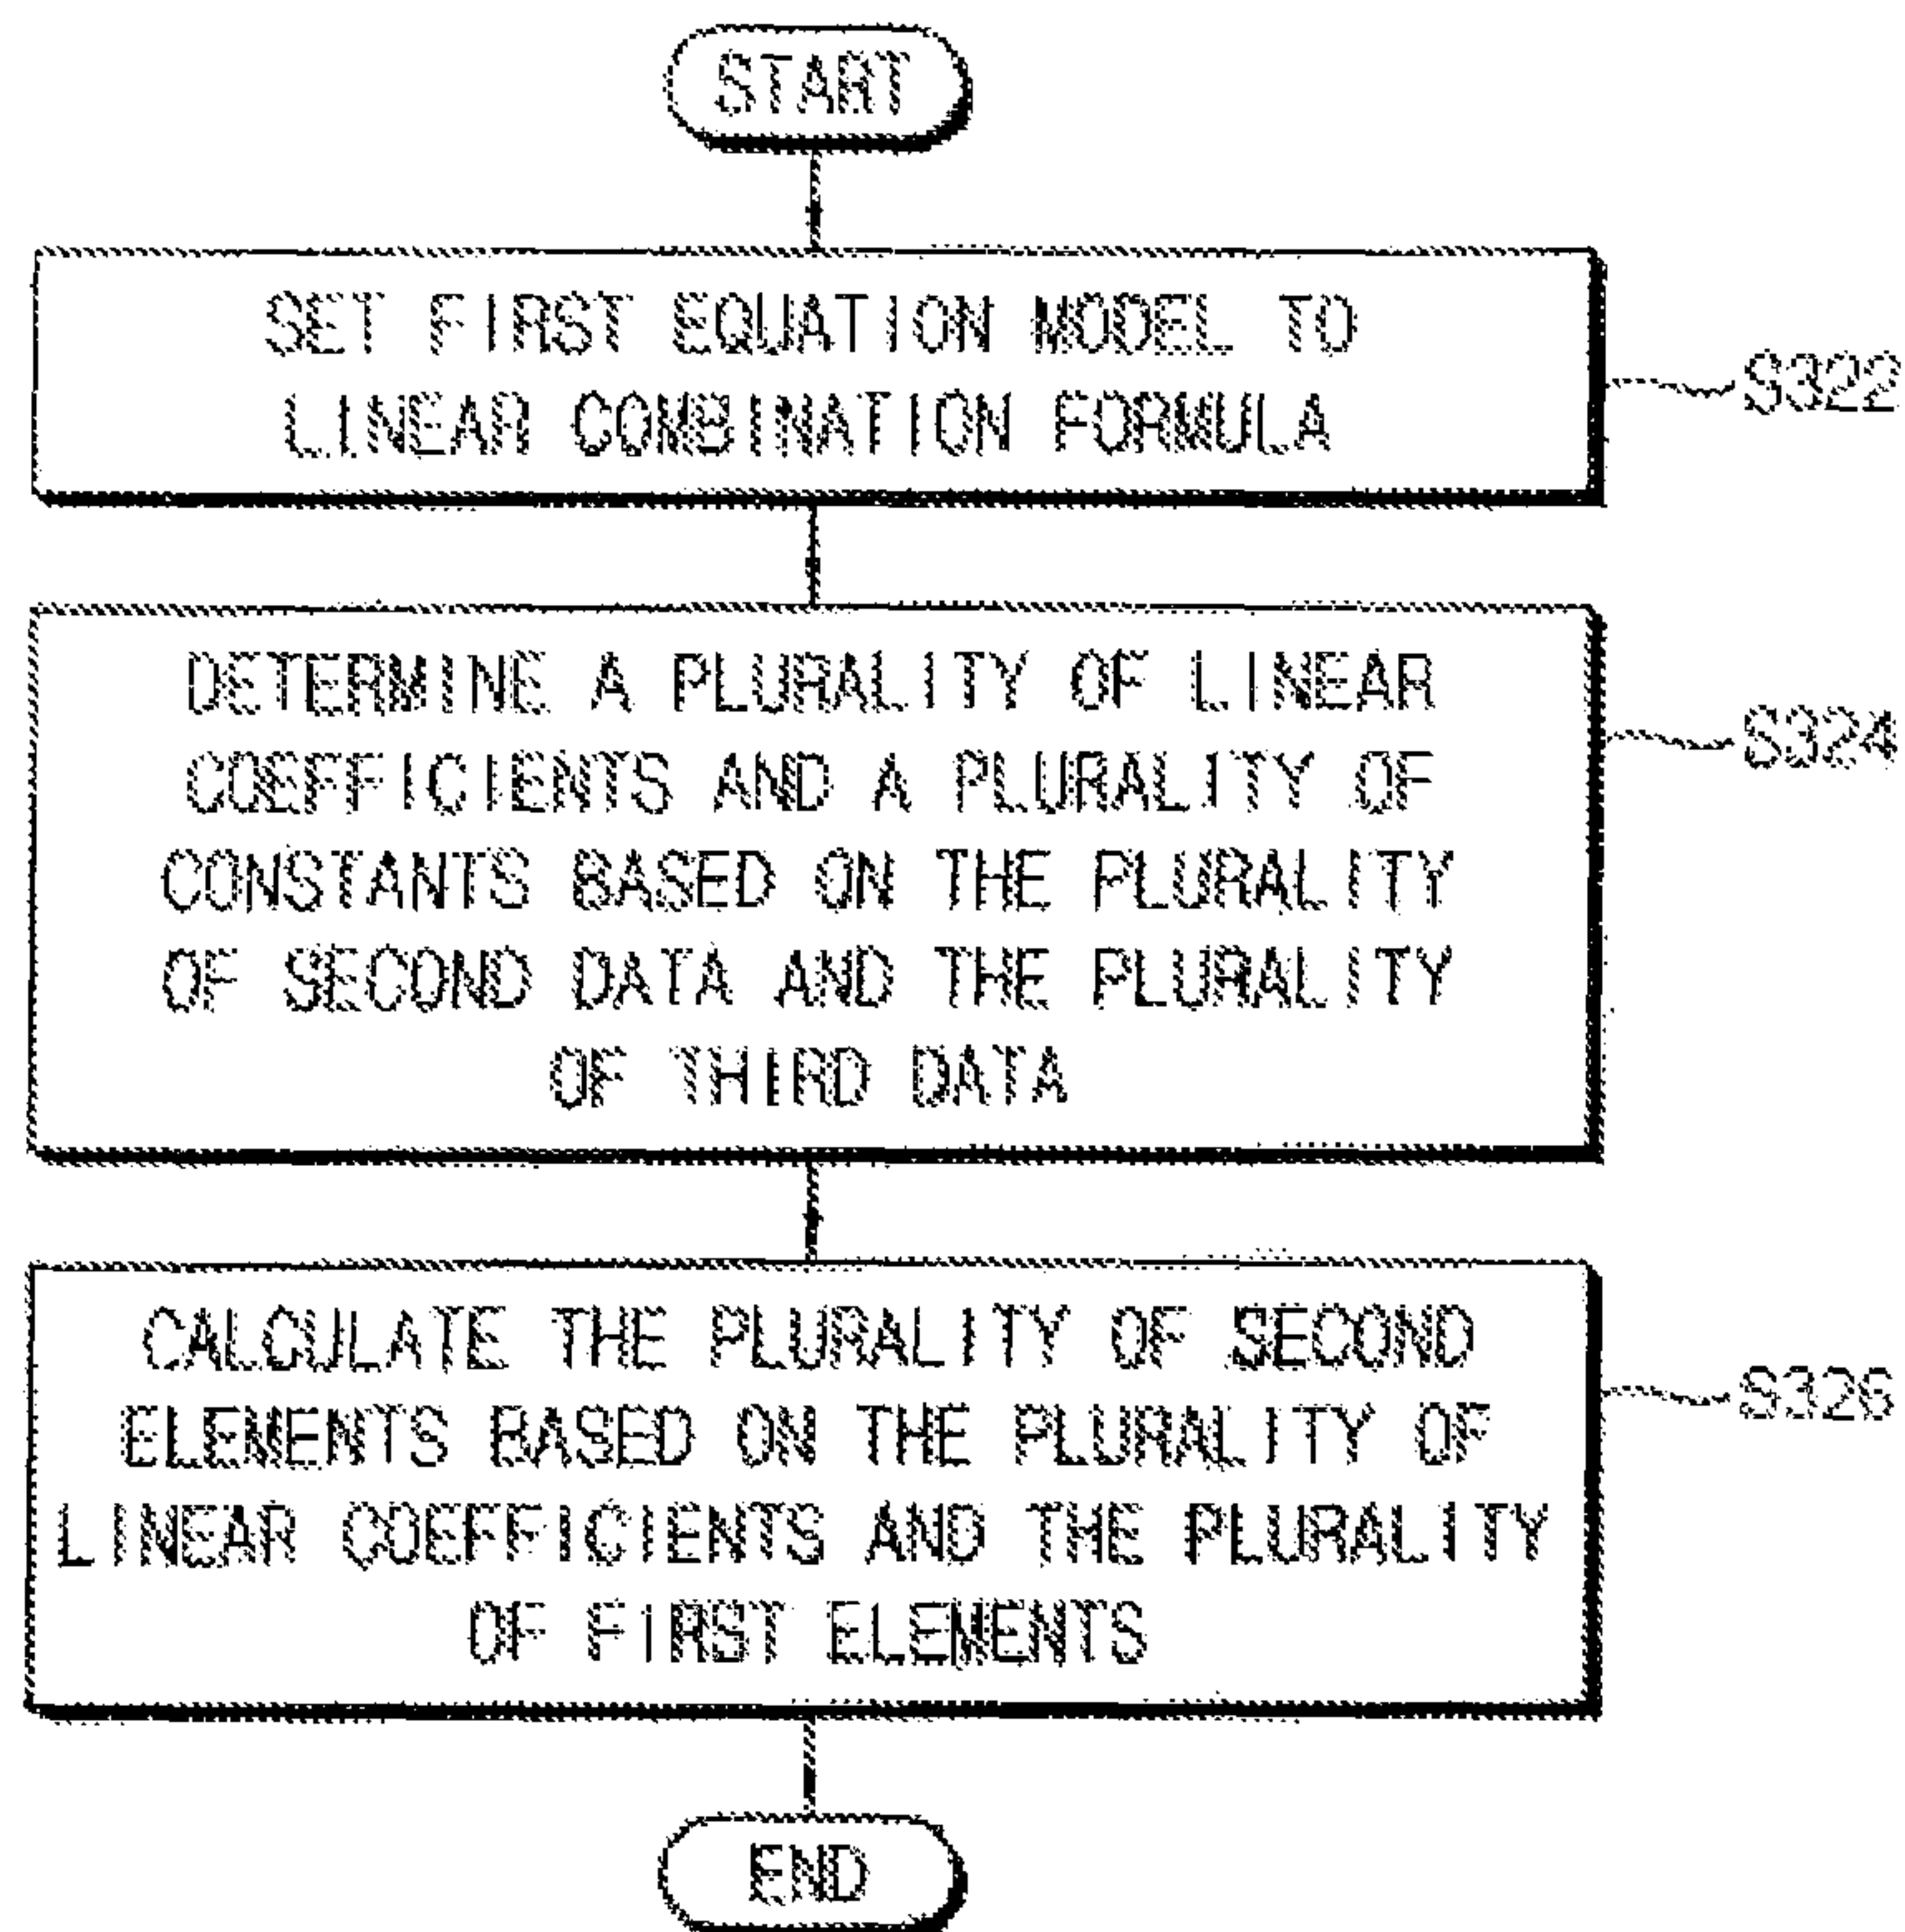 START
SET FIRST EQUATION MODEL TO
LINEAR COMBINATION FORMULA
S322
DETERMINE A PLURALITY OF LINEAR
COEFFICIENTS AND A PLURALITY OF
CONSTANTS BASED ON THE PLURALITY
OF SECOND DATA AND THE PLURALITY
OF THIRD DATA
S324
CALCULATE THE PLURALITY OF SECOND
ELEMENTS BASED ON THE PLURALITY OF
LINEAR COEFFICIENTS AND THE PLURALITY
OF FIRST ELEMENTS
S326
END